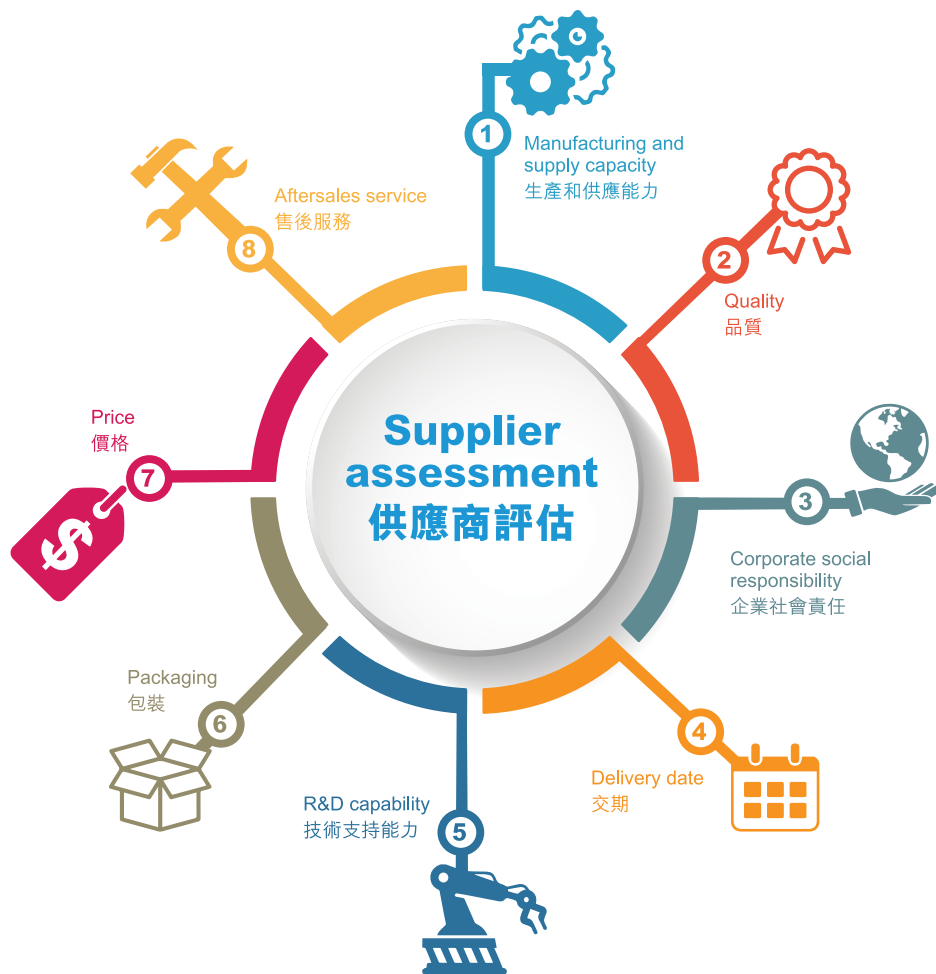 Supplier
assessment
供應商評估
1
Manufacturing and
supply capacity
生產和供應能力
2
Quality
品質
3
Corporate social
responsibility
企業社會責任
4
Delivery date
交期
5
R&D capability
技術支持能力
6
Packaging
包裝
7
Price
價格
$
8
Aftersales service
售後服務